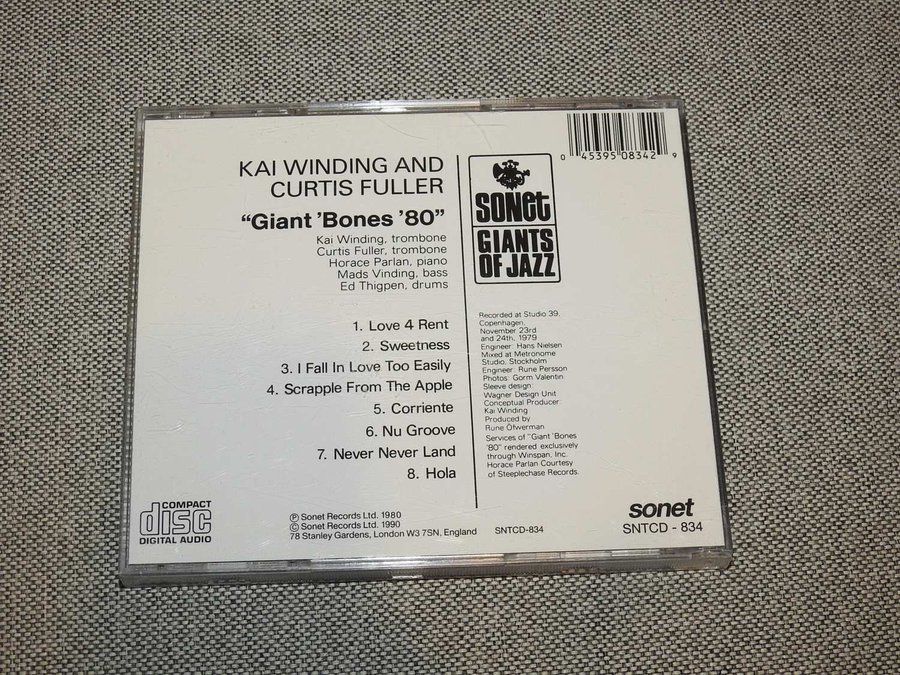 KAI WINDING AND
CURTIS FULLER
“Giant 'Bones '80”
Kai Winding, trombone
Curtis Fuller, trombone
Horace Parlan, piano
Mads Vinding, bass
Ed Thigpen, drums
1. Love 4 Rent
2. Sweetness
3. I Fall In Love Too Easily
4. Scrapple From The Apple
5. Corriente
6. Nu Groove
7. Never Never Land
8. Hola
COMPACT
disc
DIGITAL AUDIO
Ⓟ Sonet Records Ltd. 1980
© Sonet Records Ltd. 1990
78 Stanley Gardens, London W3 7SN, England
SNTCD-834
0 45395 08342 9
SONET
GIANTS
OF JAZZ
Recorded at Studio 39,
Copenhagen,
November 23rd
and 24th, 1979
Engineer: Hans Nielsen
Mixed at Metronome
Studio, Stockholm
Engineer: Rune Persson
Photos: Gorm Valentin
Sleeve design
Wagner Design Unit
Conceptual Producer:
Kai Winding
Produced by
Rune Öfwerman
Services of "Giant 'Bones
'80" rendered exclusively
through Winspan, Inc.
Horace Parlan Courtesy
of Steeplechase Records.
sonet
SNTCD - 834